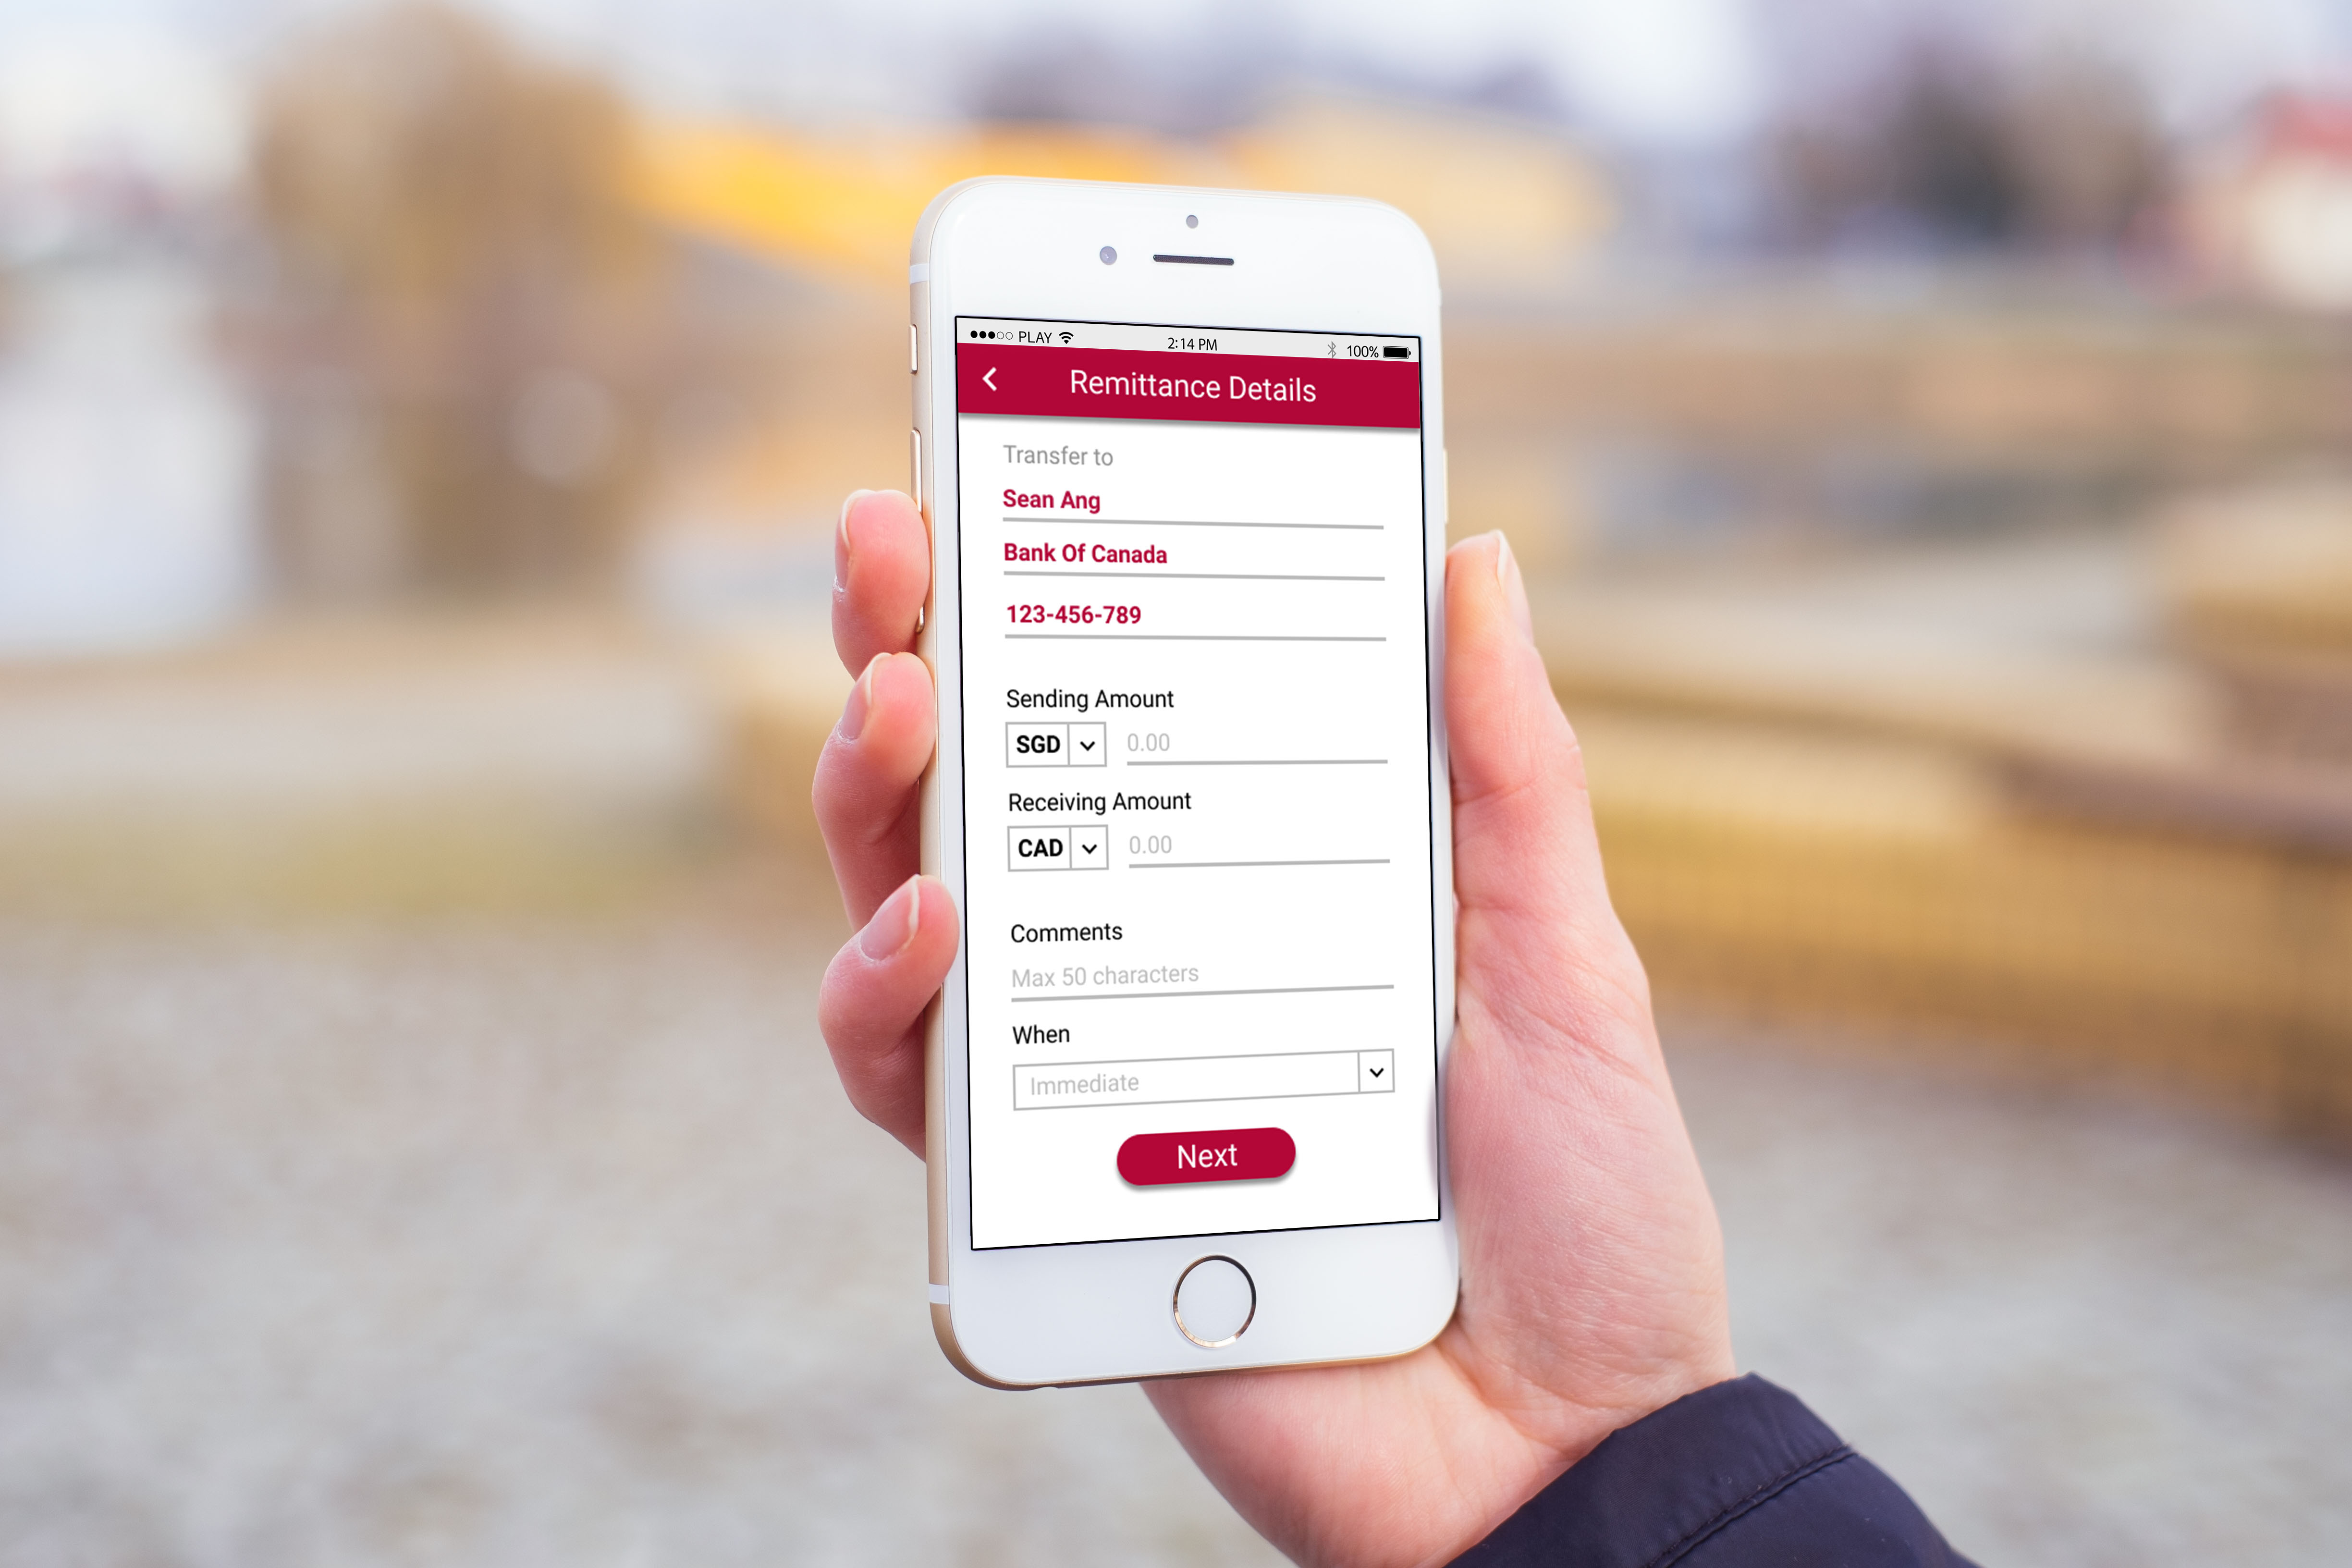 PLAY 2:14 PM 100%
Remittance Details
Transfer to
Sean Ang
Bank Of Canada
123-456-789
Sending Amount
SGD 0.00
Receiving Amount
CAD 0.00
Comments
Max 50 characters
When
Immediate
Next